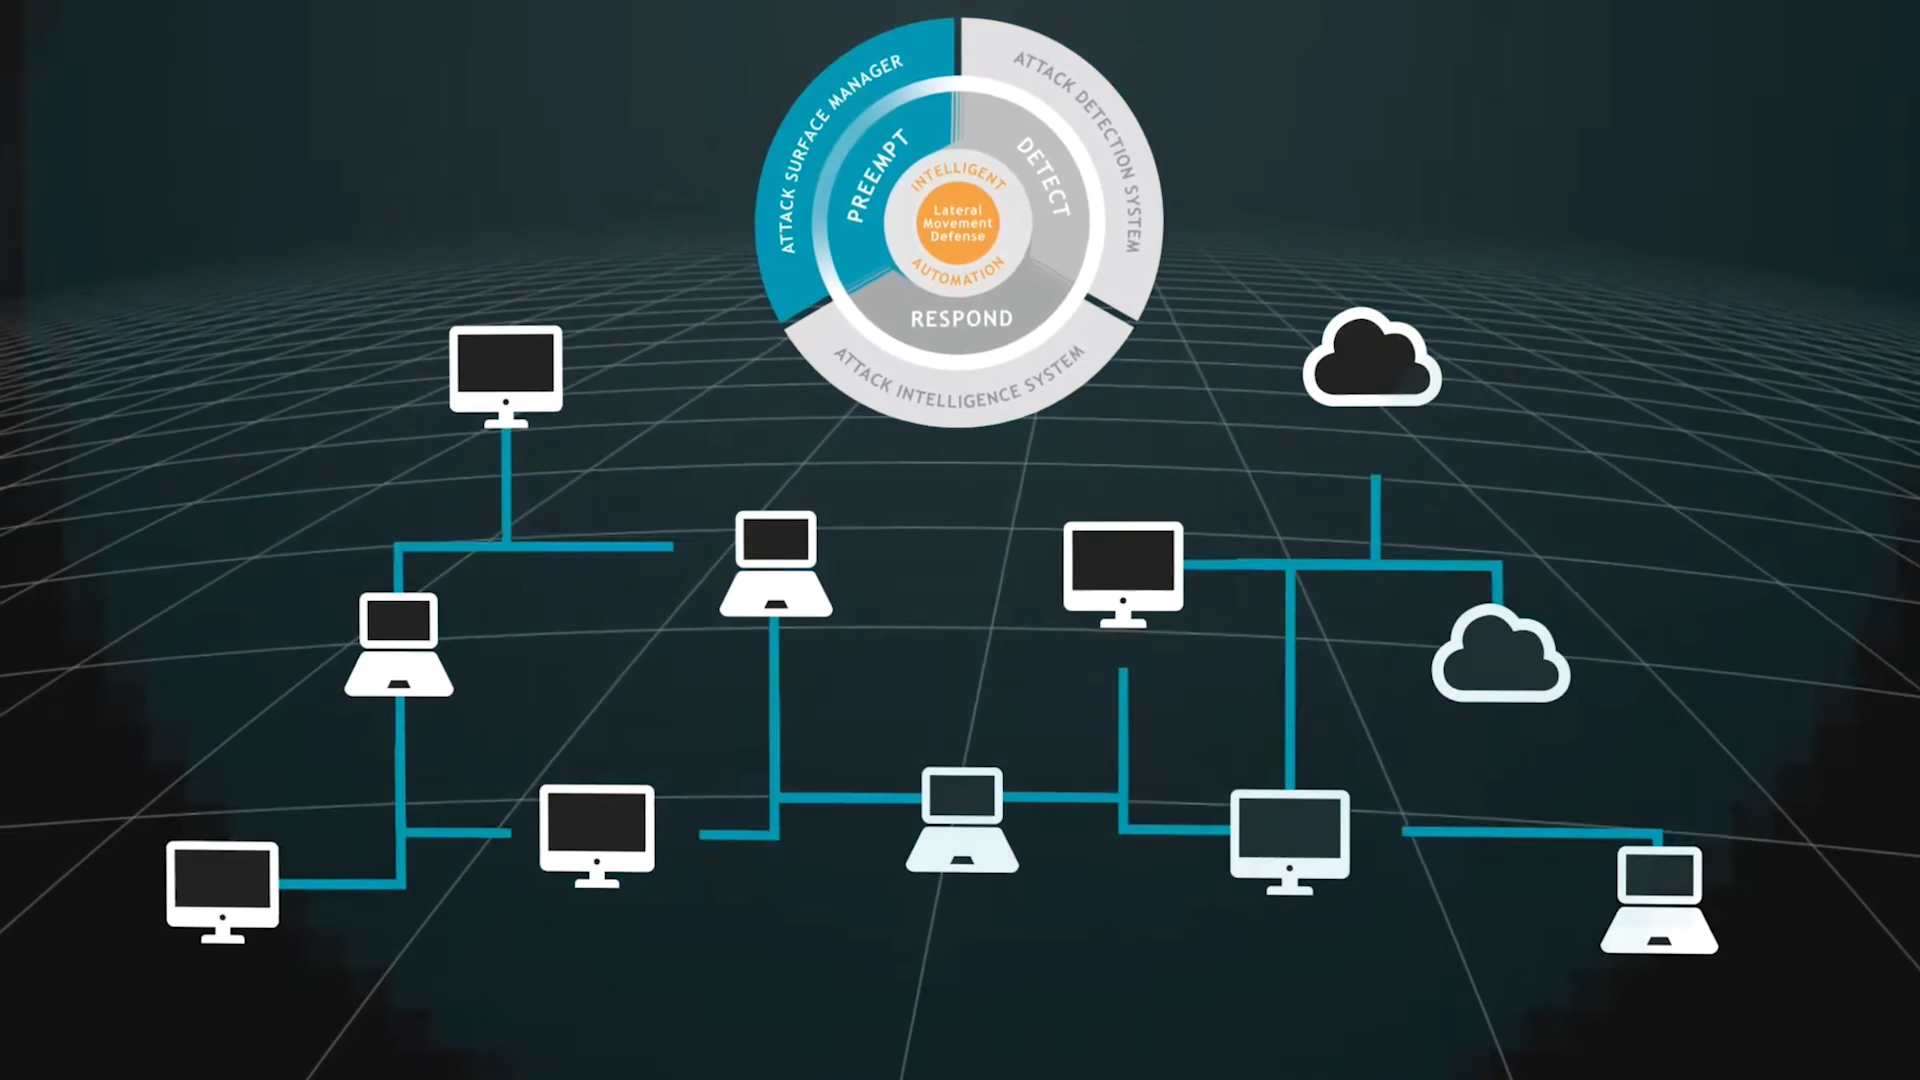 ATTACK SURFACE MANAGER
ATTACK DETECTION SYSTEM
PREEMPT
DETECT
INTELLIGENT
Lateral
Movement
Defense
AUTOMATION
RESPOND
ATTACK INTELLIGENCE SYSTEM